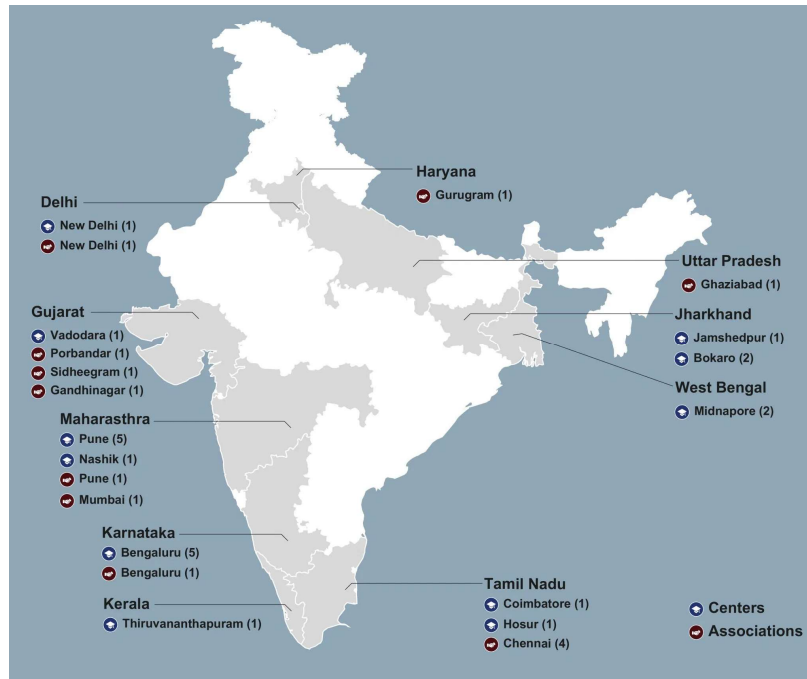 Haryana
Gurugram (1)
Delhi
New Delhi (1)
New Delhi (1)
Uttar Pradesh
Ghaziabad (1)
Gujarat
Vadodara (1)
Porbandar (1)
Sidheegram (1)
Gandhinagar (1)
Jharkhand
Jamshedpur (1)
Bokaro (2)
West Bengal
Midnapore (2)
Maharasthra
Pune (5)
Nashik (1)
Pune (1)
Mumbai (1)
Karnataka
Bengaluru (5)
Bengaluru (1)
Kerala
Thiruvananthapuram (1)
Tamil Nadu
Coimbatore (1)
Hosur (1)
Chennai (4)
Centers
Associations